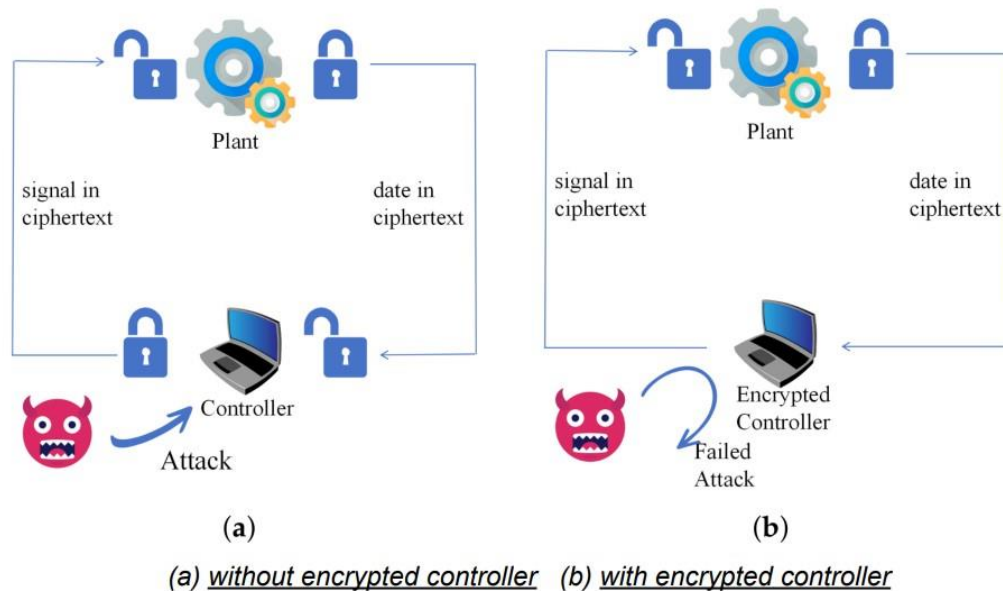 Plant
signal in
ciphertext
date in
ciphertext
Controller
Attack
(a)
Plant
signal in
ciphertext
date in
ciphertext
Encrypted
Controller
Failed
Attack
(b)
(a) without encrypted controller (b) with encrypted controller